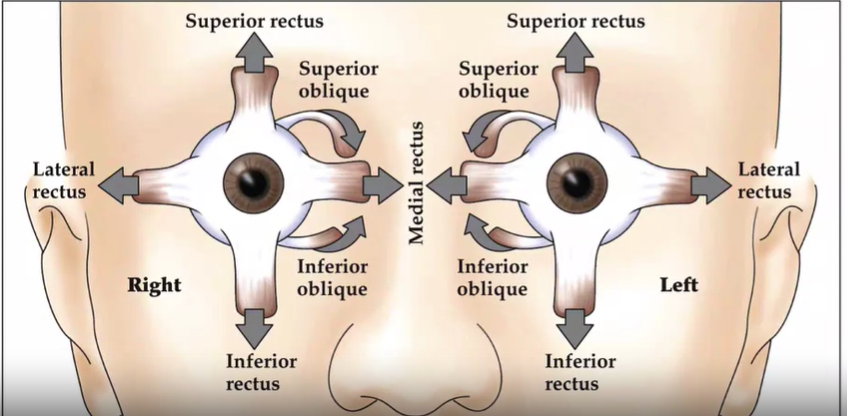 Superior rectus
Superior rectus
Superior
oblique
Superior
oblique
Lateral
rectus
Medial rectus
Lateral
rectus
Right
Inferior
oblique
Inferior
oblique
Left
Inferior
rectus
Inferior
rectus